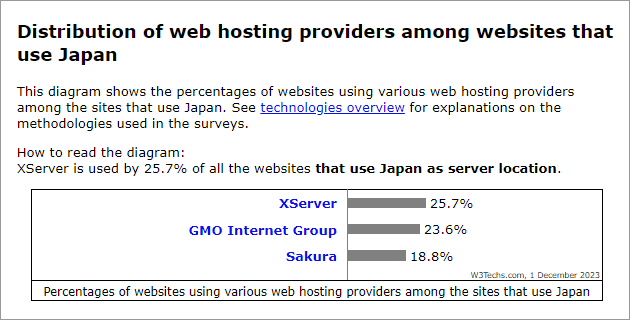 Distribution of web hosting providers among websites that
use Japan
This diagram shows the percentages of websites using various web hosting providers
among the sites that use Japan. See technologies overview for explanations on the
methodologies used in the surveys.
How to read the diagram:
XServer is used by 25.7% of all the websites that use Japan as server location.
XServer 25.7%
GMO Internet Group 23.6%
Sakura 18.8%
W3Techs.com, 1 December 2023
Percentages of websites using various web hosting providers among the sites that use Japan